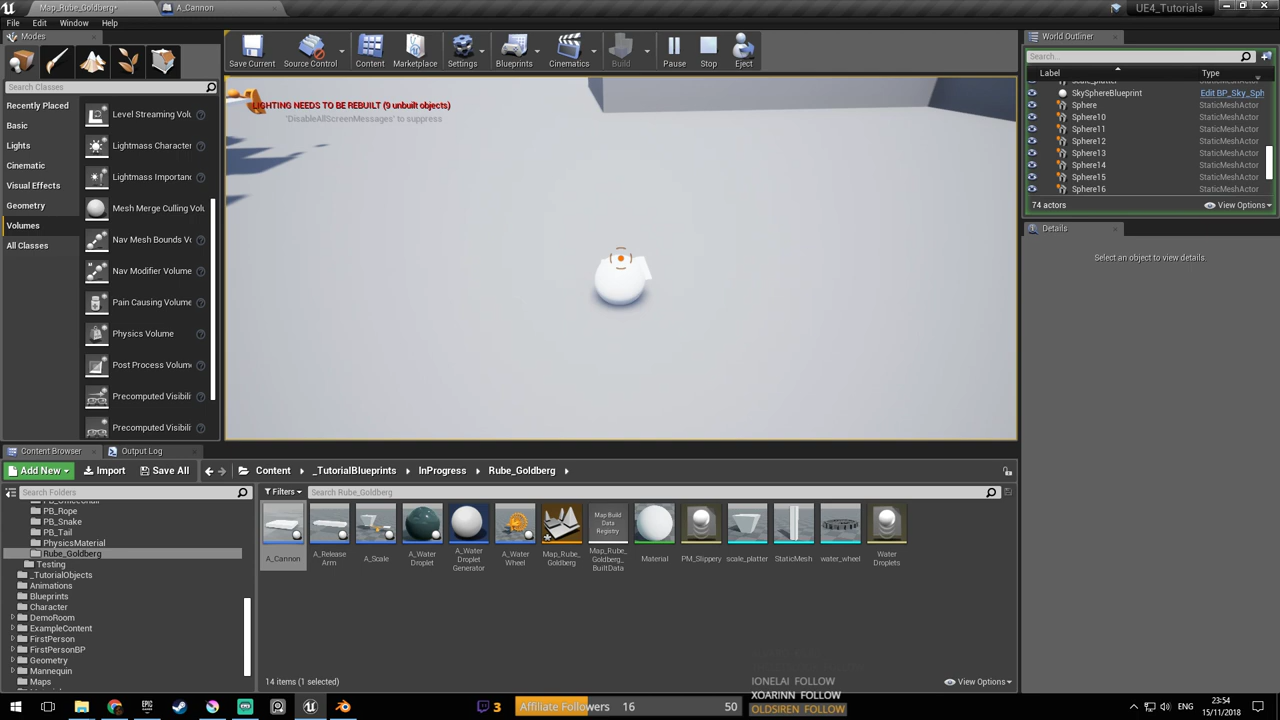 Map_Rube_Goldberg*
A_Cannon
UE4_Tutorials
File
Edit
Window
Help
Modes
Search Classes
Recently Placed
Basic
Lights
Cinematic
Visual Effects
Geometry
Volumes
All Classes
Level Streaming Volu
Lightmass Character
Lightmass Importanc
Mesh Merge Culling Volu
Nav Mesh Bounds Vo
Nav Modifier Volume
Pain Causing Volume
Physics Volume
Post Process Volume
Precomputed Visibili
Precomputed Visibili
Save Current
Source Control
Content
Marketplace
Settings
Blueprints
Cinematics
Build
Pause
Stop
Eject
LIGHTING NEEDS TO BE REBUILT (9 unbuilt objects)
'DisableAllScreenMessages' to suppress
World Outliner
Search...
Label
Type
scale_platter
StaticMeshActor
SkySphereBlueprint
Edit BP_Sky_Sph
Sphere
StaticMeshActor
Sphere10
StaticMeshActor
Sphere11
StaticMeshActor
Sphere12
StaticMeshActor
Sphere13
StaticMeshActor
Sphere14
StaticMeshActor
Sphere15
StaticMeshActor
Sphere16
StaticMeshActor
74 actors
View Options
Details
Select an object to view details.
Content Browser
Output Log
Add New
Import
Save All
Content
_TutorialBlueprints
InProgress
Rube_Goldberg
Search Folders
Filters
Search Rube_Goldberg
PB_Rope
PB_Snake
PB_Tail
PhysicsMaterial
Rube_Goldberg
Testing
_TutorialObjects
Animations
Blueprints
Character
DemoRoom
ExampleContent
FirstPerson
FirstPersonBP
Geometry
Mannequin
Maps
A_Cannon
A_Release
Arm
A_Scale
A_Water
Droplet
A_Water
Droplet
Generator
A_Water
Wheel
Map_Rube_
Goldberg
Map Build
Data
Registry
Map_Rube_
Goldberg_
BuiltData
Material
PM_Slippery
scale_platter
StaticMesh
water_wheel
Water
Droplets
14 items (1 selected)
View Options
3
Affiliate Followers
16
50
IONELAI FOLLOW
XOARINN FOLLOW
OLDSIREN FOLLOW
23:54
15/11/2018